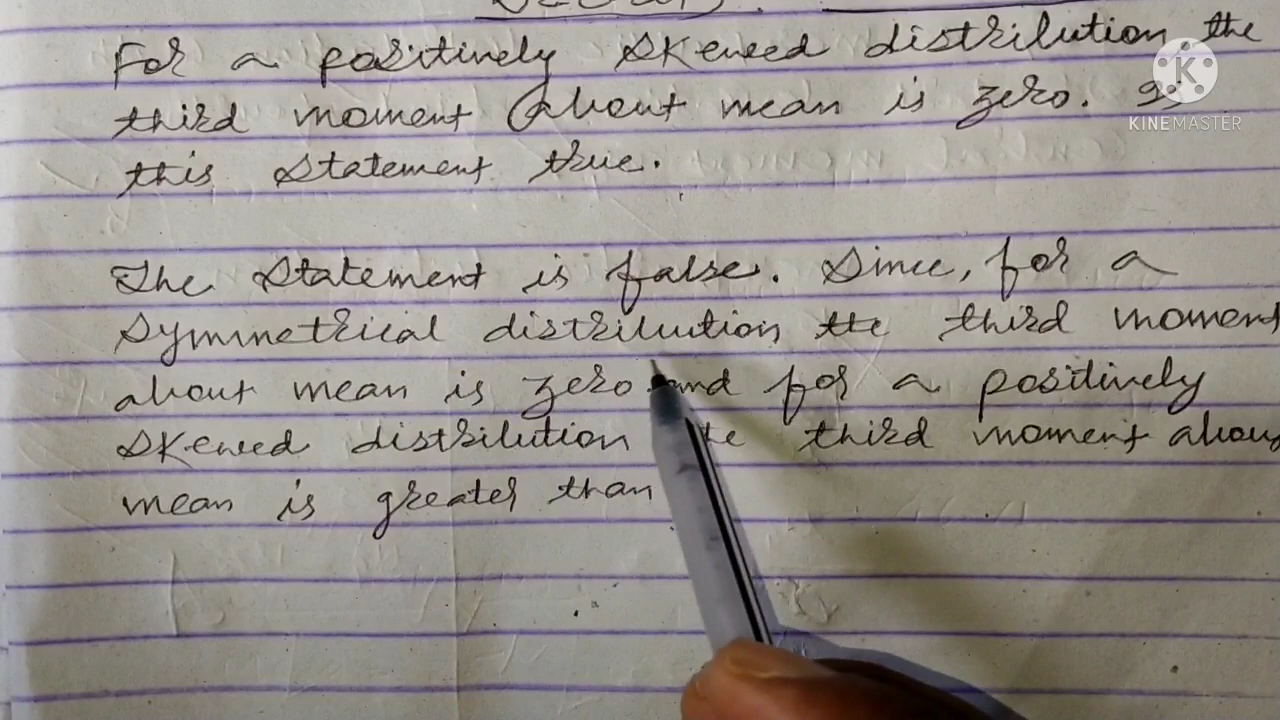 For a positively skewed distribution the
third moment about mean is zero. Is
this statement true.
The statement is false. Since, for a
symmetrical distribution the third moment
about mean is zero and for a positively
skewed distribution third moment about
mean is greater than
K
KINEMASTER